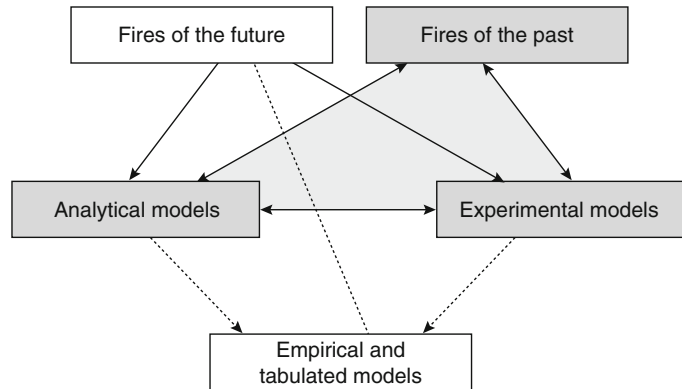 Fires of the future
Fires of the past
Analytical models
Experimental models
Empirical and
tabulated models